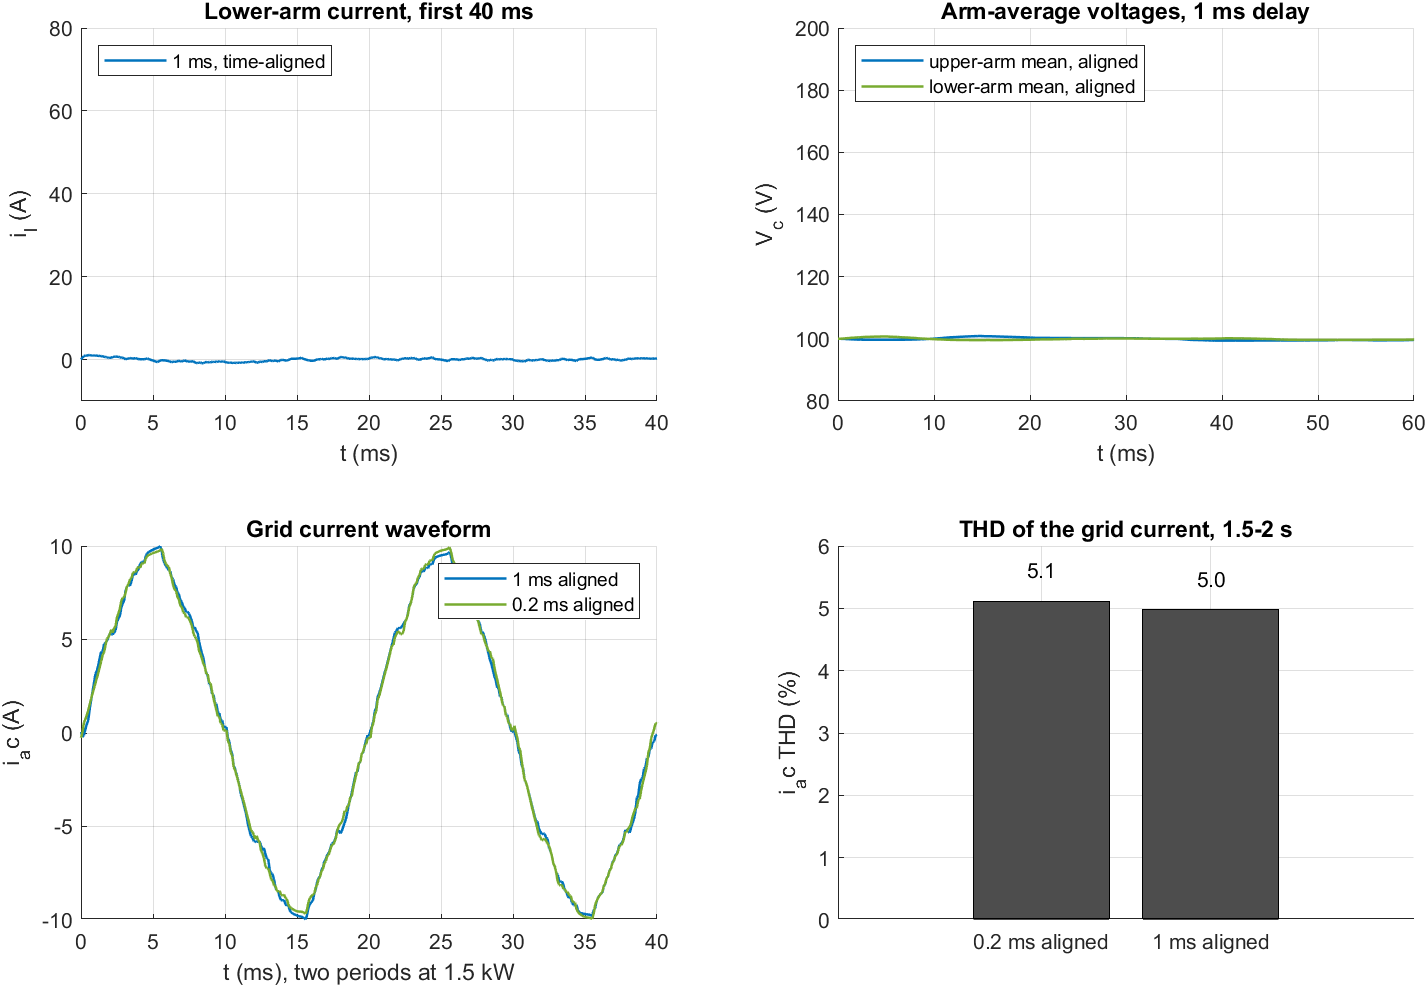 Lower-arm current, first 40 ms
80
60
40
20
0
i_l (A)
1 ms, time-aligned
0 5 10 15 20 25 30 35 40
t (ms)
Arm-average voltages, 1 ms delay
200
180
160
140
120
100
80
V_c (V)
upper-arm mean, aligned
lower-arm mean, aligned
0 10 20 30 40 50 60
t (ms)
Grid current waveform
10
5
0
-5
-10
i_ac (A)
1 ms aligned
0.2 ms aligned
0 5 10 15 20 25 30 35 40
t (ms), two periods at 1.5 kW
THD of the grid current, 1.5-2 s
6
5
4
3
2
1
0
i_ac THD (%)
5.1
5.0
0.2 ms aligned
1 ms aligned